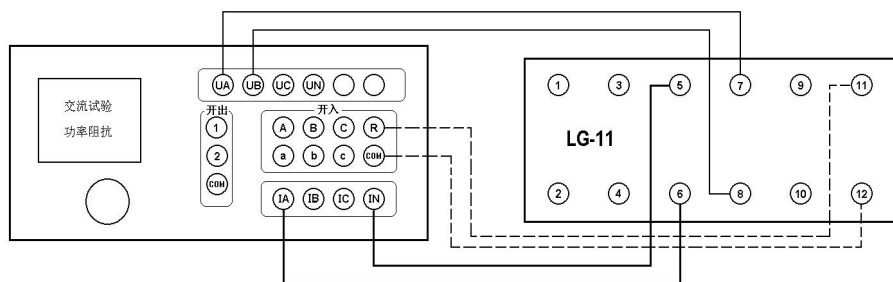 UA UB UC UN
交流试验
功率阻抗
开出
1
2
COM
开入
A B C R
a b c COM
IA IB IC IN
1 3 5 7 9 11
LG-11
2 4 6 8 10 12